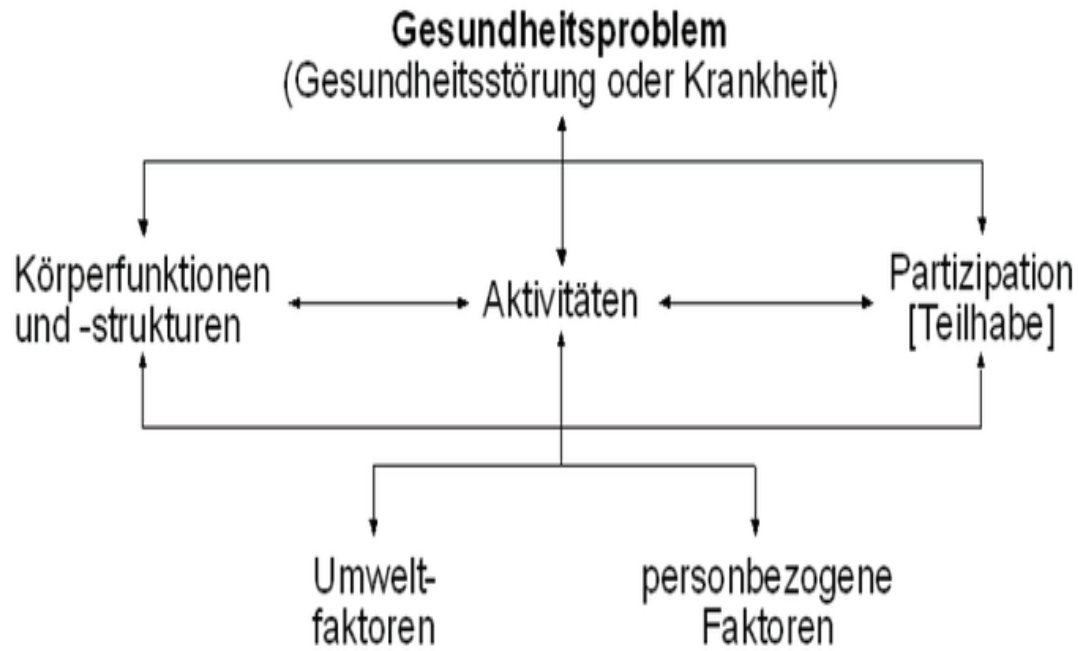 Gesundheitsproblem
(Gesundheitsstörung oder Krankheit)
Körperfunktionen
und -strukturen
Aktivitäten
Partizipation
[Teilhabe]
Umwelt-
faktoren
personbezogene
Faktoren